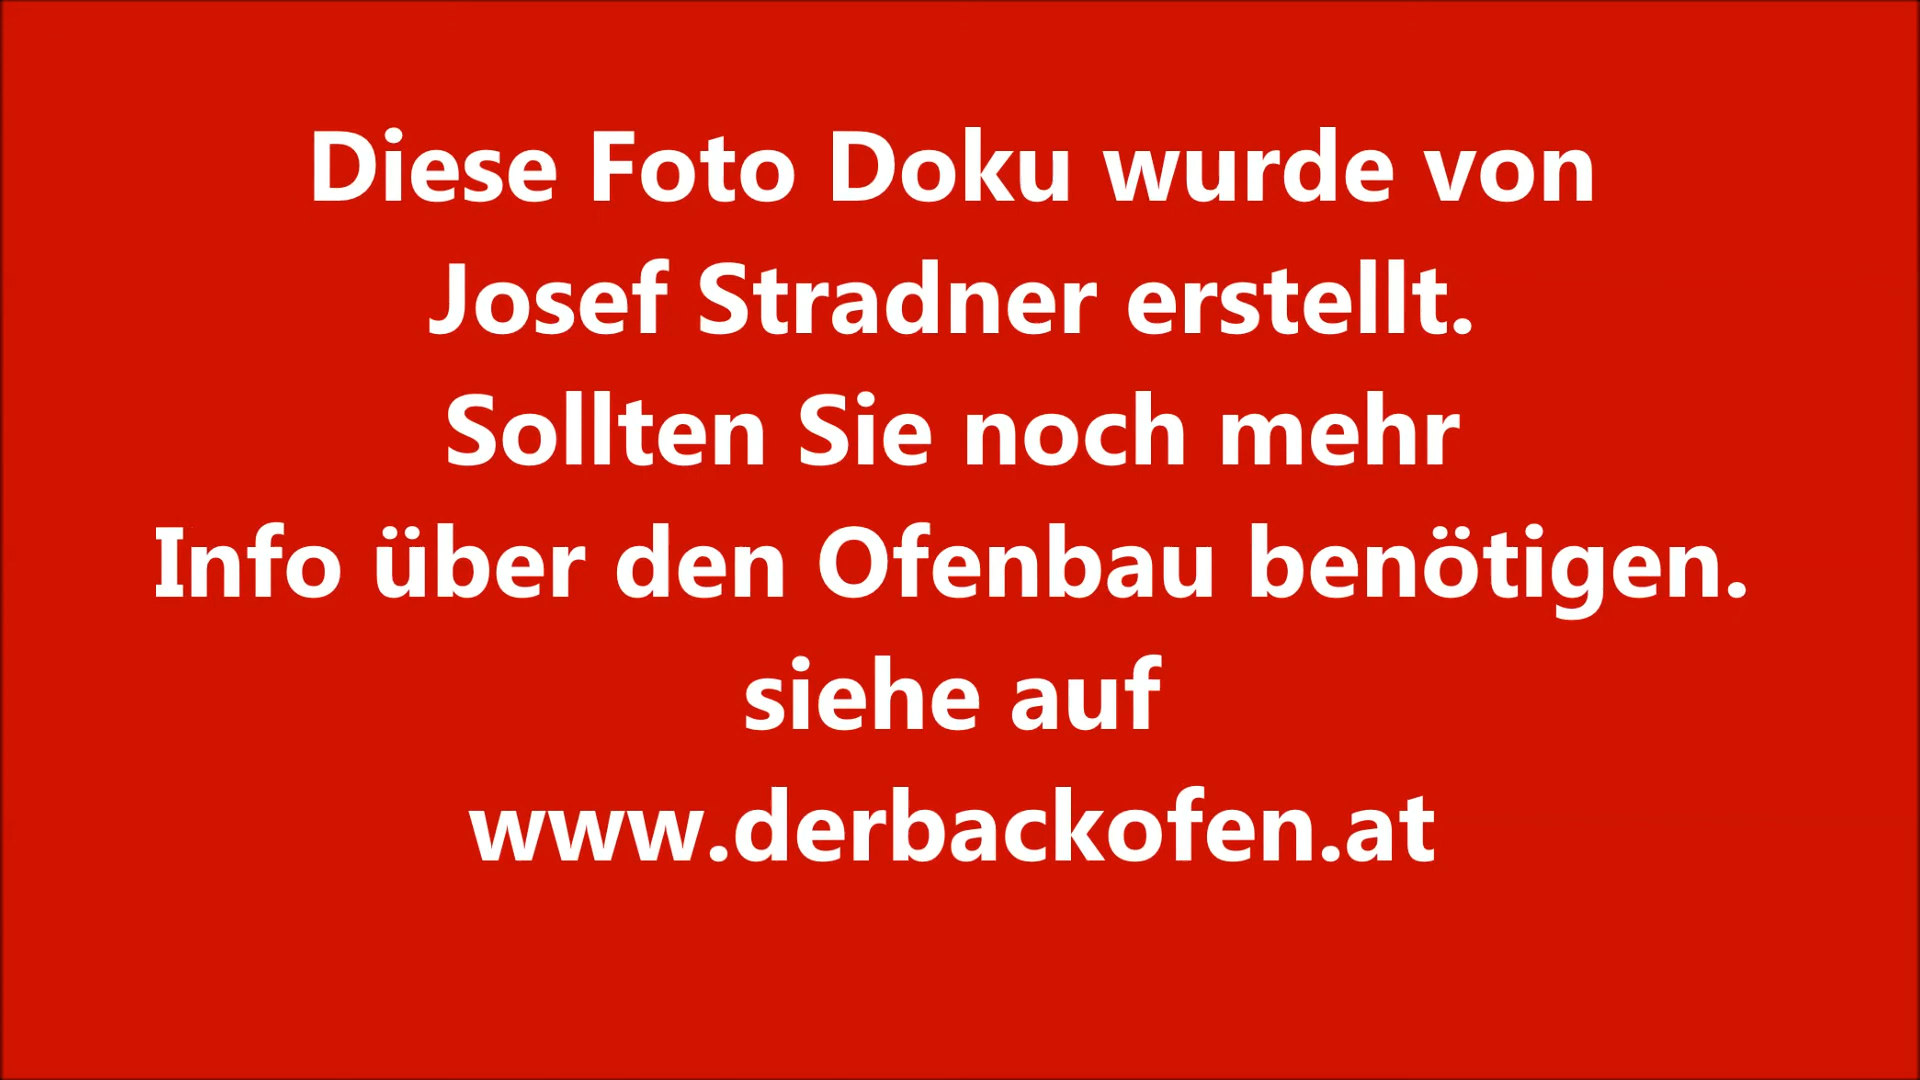 Diese Foto Doku wurde von
Josef Stradner erstellt.
Sollten Sie noch mehr
Info über den Ofenbau benötigen.
siehe auf
www.derbackofen.at